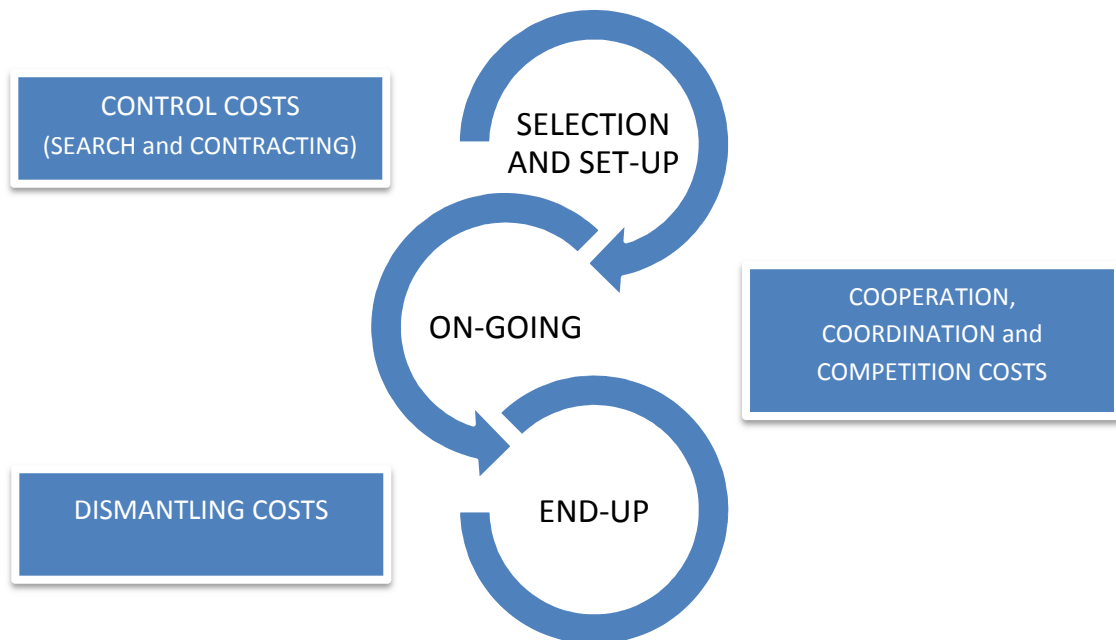 CONTROL COSTS
(SEARCH and CONTRACTING)
SELECTION
AND SET-UP
ON-GOING
COOPERATION,
COORDINATION and
COMPETITION COSTS
DISMANTLING COSTS
END-UP